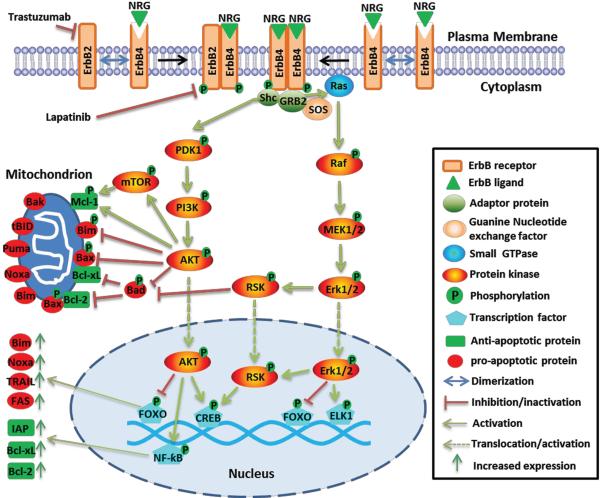 Trastuzumab
NRG
NRG
NRG
NRG
NRG
NRG
Plasma Membrane
ErbB2
ErbB4
ErbB2
ErbB4
ErbB4
ErbB4
ErbB4
ErbB4
Cytoplasm
P
P
P
P
P
Lapatinib
Shc
GRB2
SOS
Ras
PDK1
P
Raf
P
Mitochondrion
mTOR
P
PI3K
P
MEK1/2
P
Bak
Mcl-1
P
tBID
Bim
P
Puma
Bax
P
AKT
P
Noxa
Bcl-xL
Bad
P
RSK
P
Erk1/2
P
Bim
Bax
Bcl-2
P
AKT
P
RSK
P
Erk1/2
P
FOXO
P
CREB
P
FOXO
P
ELK1
P
NF-kB
P
Nucleus
Bim
Noxa
TRAIL
FAS
IAP
Bcl-xL
Bcl-2
ErbB receptor
ErbB ligand
Adaptor protein
Guanine Nucleotide
exchange factor
Small GTPase
Protein kinase
P
Phosphorylation
Transcription factor
Anti-apoptotic protein
pro-apoptotic protein
Dimerization
Inhibition/inactivation
Activation
Translocation/activation
Increased expression